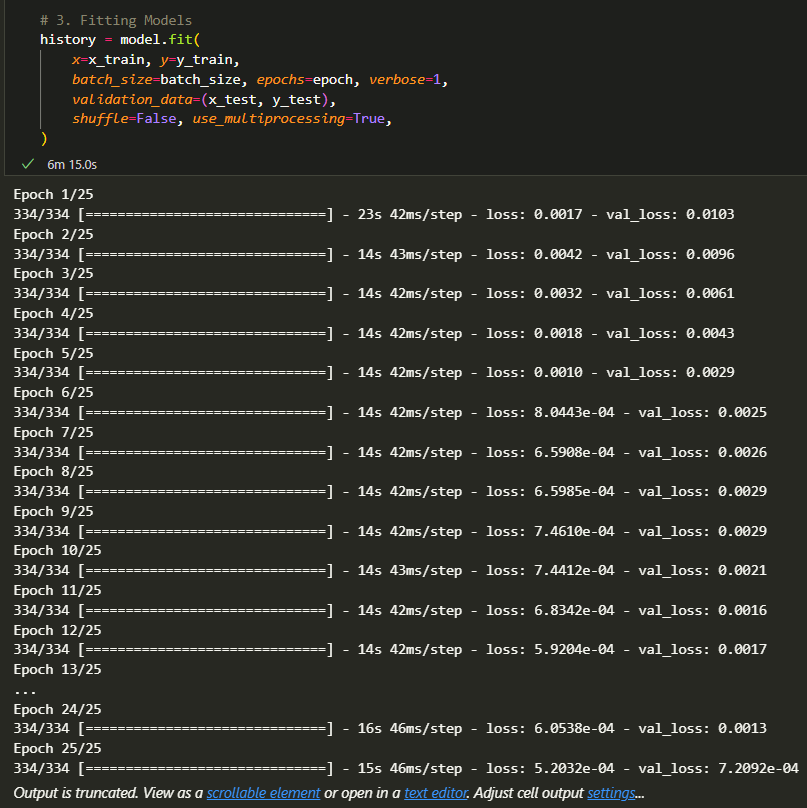 # 3. Fitting Models
history = model.fit(
x=x_train, y=y_train,
batch_size=batch_size, epochs=epoch, verbose=1,
validation_data=(x_test, y_test),
shuffle=False, use_multiprocessing=True,
)
6m 15.0s
Epoch 1/25
334/334 [==============================] - 23s 42ms/step - loss: 0.0017 - val_loss: 0.0103
Epoch 2/25
334/334 [==============================] - 14s 43ms/step - loss: 0.0042 - val_loss: 0.0096
Epoch 3/25
334/334 [==============================] - 14s 42ms/step - loss: 0.0032 - val_loss: 0.0061
Epoch 4/25
334/334 [==============================] - 14s 42ms/step - loss: 0.0018 - val_loss: 0.0043
Epoch 5/25
334/334 [==============================] - 14s 42ms/step - loss: 0.0010 - val_loss: 0.0029
Epoch 6/25
334/334 [==============================] - 14s 42ms/step - loss: 8.0443e-04 - val_loss: 0.0025
Epoch 7/25
334/334 [==============================] - 14s 42ms/step - loss: 6.5908e-04 - val_loss: 0.0026
Epoch 8/25
334/334 [==============================] - 14s 42ms/step - loss: 6.5985e-04 - val_loss: 0.0029
Epoch 9/25
334/334 [==============================] - 14s 42ms/step - loss: 7.4610e-04 - val_loss: 0.0029
Epoch 10/25
334/334 [==============================] - 14s 43ms/step - loss: 7.4412e-04 - val_loss: 0.0021
Epoch 11/25
334/334 [==============================] - 14s 42ms/step - loss: 6.8342e-04 - val_loss: 0.0016
Epoch 12/25
334/334 [==============================] - 14s 42ms/step - loss: 5.9204e-04 - val_loss: 0.0017
Epoch 13/25
...
Epoch 24/25
334/334 [==============================] - 16s 46ms/step - loss: 6.0538e-04 - val_loss: 0.0013
Epoch 25/25
334/334 [==============================] - 15s 46ms/step - loss: 5.2032e-04 - val_loss: 7.2092e-04
Output is truncated. View as a scrollable element or open in a text editor. Adjust cell output settings...